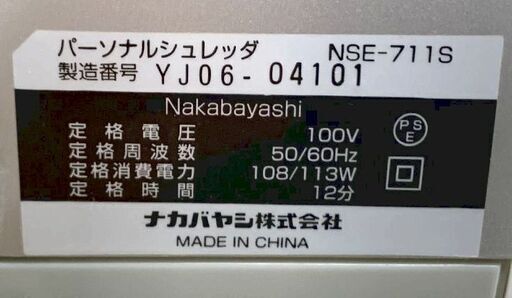 パーソナルシュレッダ NSE-711S
製造番号 YJ06-04101
Nakabayashi
定格電圧 100V
定格周波数 50/60Hz
定格消費電力 108/113W
定格時間 12分
PSE
ナカバヤシ株式会社
MADE IN CHINA